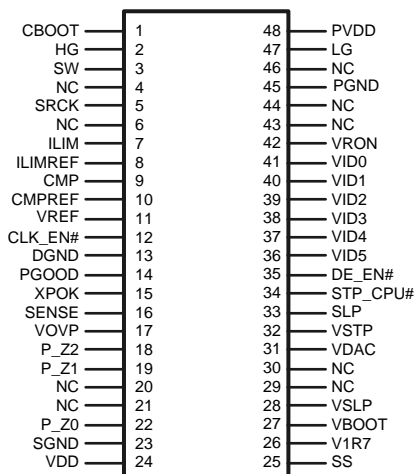 CBOOT 1 48 PVDD
HG 2 47 LG
SW 3 46 NC
NC 4 45 PGND
SRCK 5 44 NC
NC 6 43 NC
ILIM 7 42 VRON
ILIMREF 8 41 VID0
CMP 9 40 VID1
CMPREF 10 39 VID2
VREF 11 38 VID3
CLK_EN# 12 37 VID4
DGND 13 36 VID5
PGOOD 14 35 DE_EN#
XPOK 15 34 STP_CPU#
SENSE 16 33 SLP
VOVP 17 32 VSTP
P_Z2 18 31 VDAC
P_Z1 19 30 NC
NC 20 29 NC
NC 21 28 VSLP
P_Z0 22 27 VBOOT
SGND 23 26 V1R7
VDD 24 25 SS